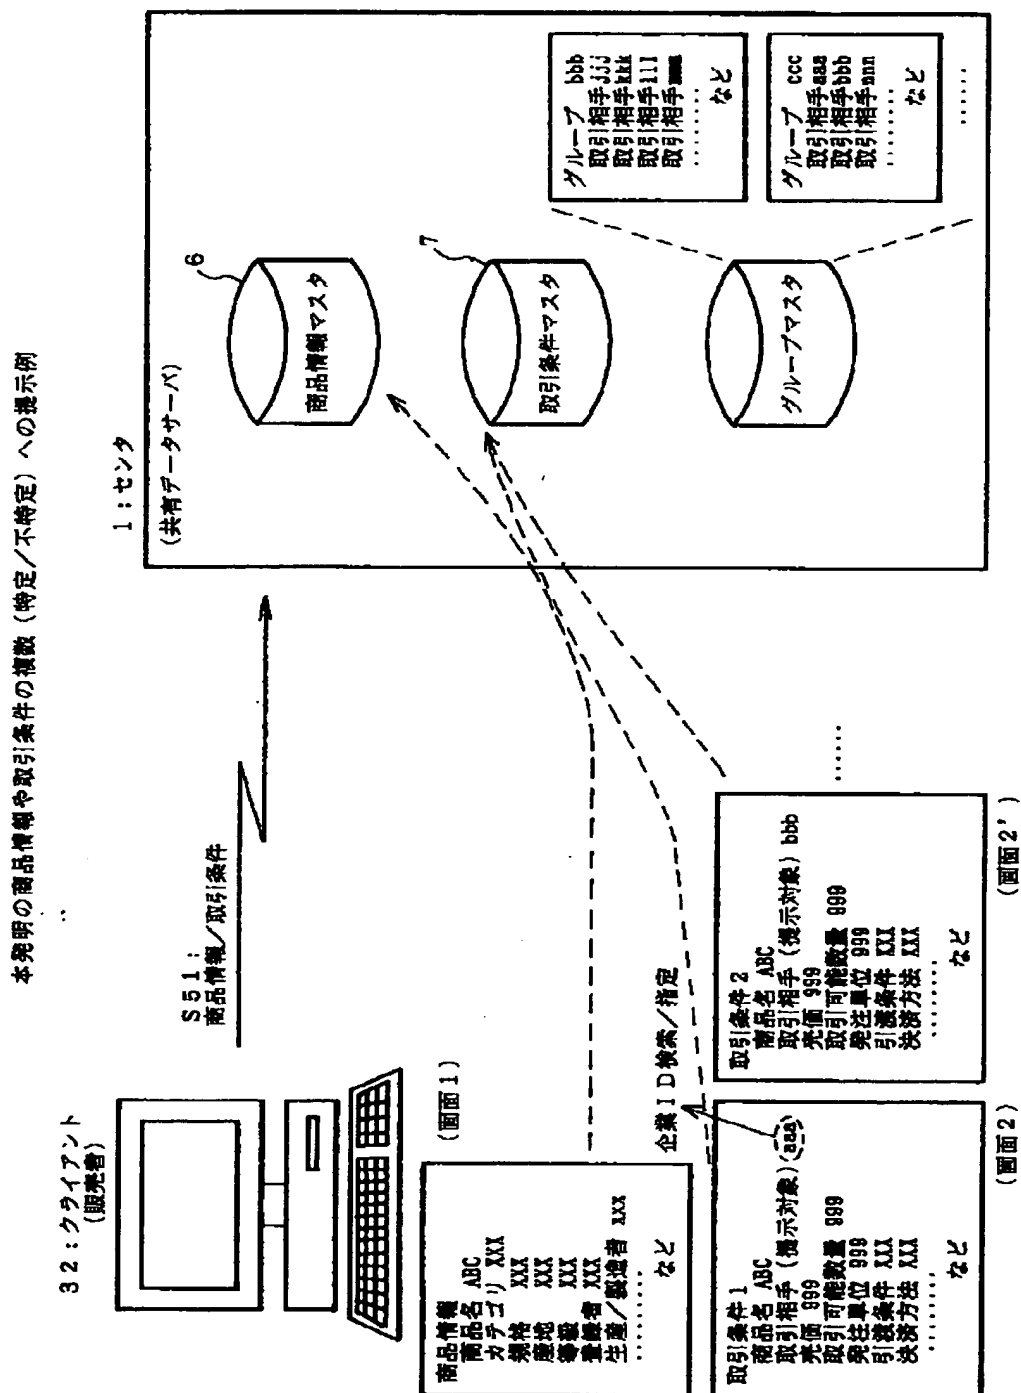 本発明の商品情報や取引条件の複数（特定／不特定）への提示例
32：クライアント
（販売者）
S51：
商品情報／取引条件
1：センタ
（共有データサーバ）
6
商品情報マスタ
7
取引条件マスタ
グループマスタ
グループ bbb
取引相手jjj
取引相手kkk
取引相手lll
取引相手mmm
........
など
グループ ccc
取引相手aaa
取引相手bbb
取引相手nnn
........
など
......
（画面1）
商品情報
商品名 ABC
カテゴリ XXX
規格 XXX
産地 XXX
等級 XXX
登録者 XXX
生産／製造者 XXX
........
など
企業ID検索／指定
取引条件1
商品名 ABC
取引相手（提示対象）aaa
売価 999
取引可能数量 999
発注単位 999
引渡条件 XXX
決済方法 XXX
........
など
（画面2）
取引条件2
商品名 ABC
取引相手（提示対象）bbb
売価 999
取引可能数量 999
発注単位 999
引渡条件 XXX
決済方法 XXX
........
など
（画面2'）
......